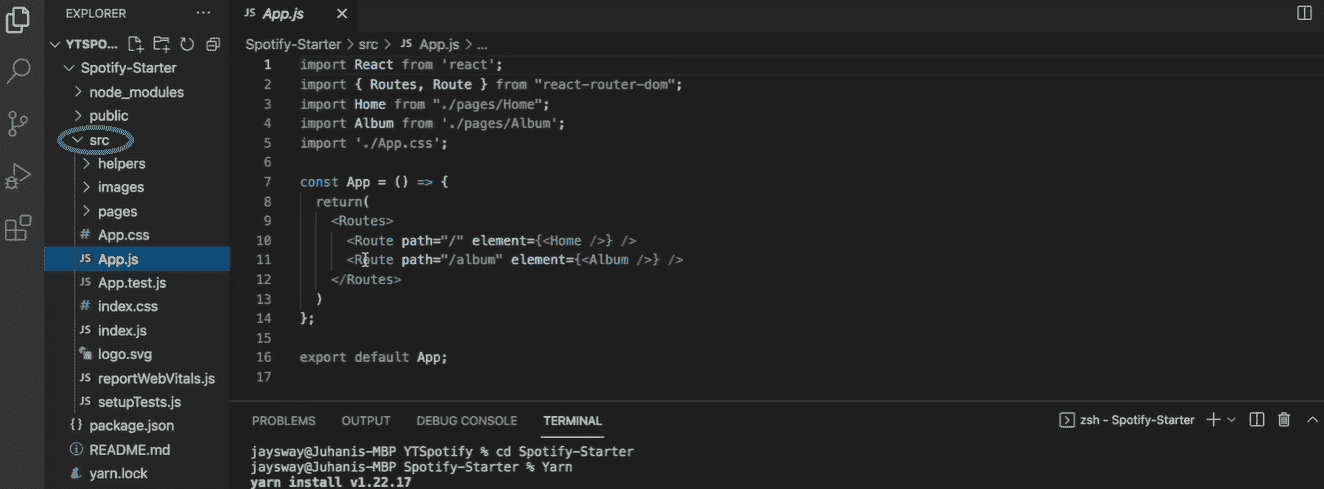 EXPLORER
···
YTSPO...
Spotify-Starter
node_modules
public
src
helpers
images
pages
# App.css
JS App.js
JS App.test.js
# index.css
JS index.js
logo.svg
JS reportWebVitals.js
JS setupTests.js
{} package.json
README.md
yarn.lock
JS App.js ×
Spotify-Starter > src > JS App.js > ...
1 import React from 'react';
2 import { Routes, Route } from "react-router-dom";
3 import Home from "./pages/Home";
4 import Album from './pages/Album';
5 import './App.css';
6
7 const App = () => {
8 return(
9 <Routes>
10 <Route path="/" element={<Home />} />
11 <Route path="/album" element={<Album />} />
12 </Routes>
13 )
14 };
15
16 export default App;
17
PROBLEMS OUTPUT DEBUG CONSOLE TERMINAL
zsh - Spotify-Starter
jaysway@Juhanis-MBP YTSpotify % cd Spotify-Starter
jaysway@Juhanis-MBP Spotify-Starter % Yarn
yarn install v1.22.17